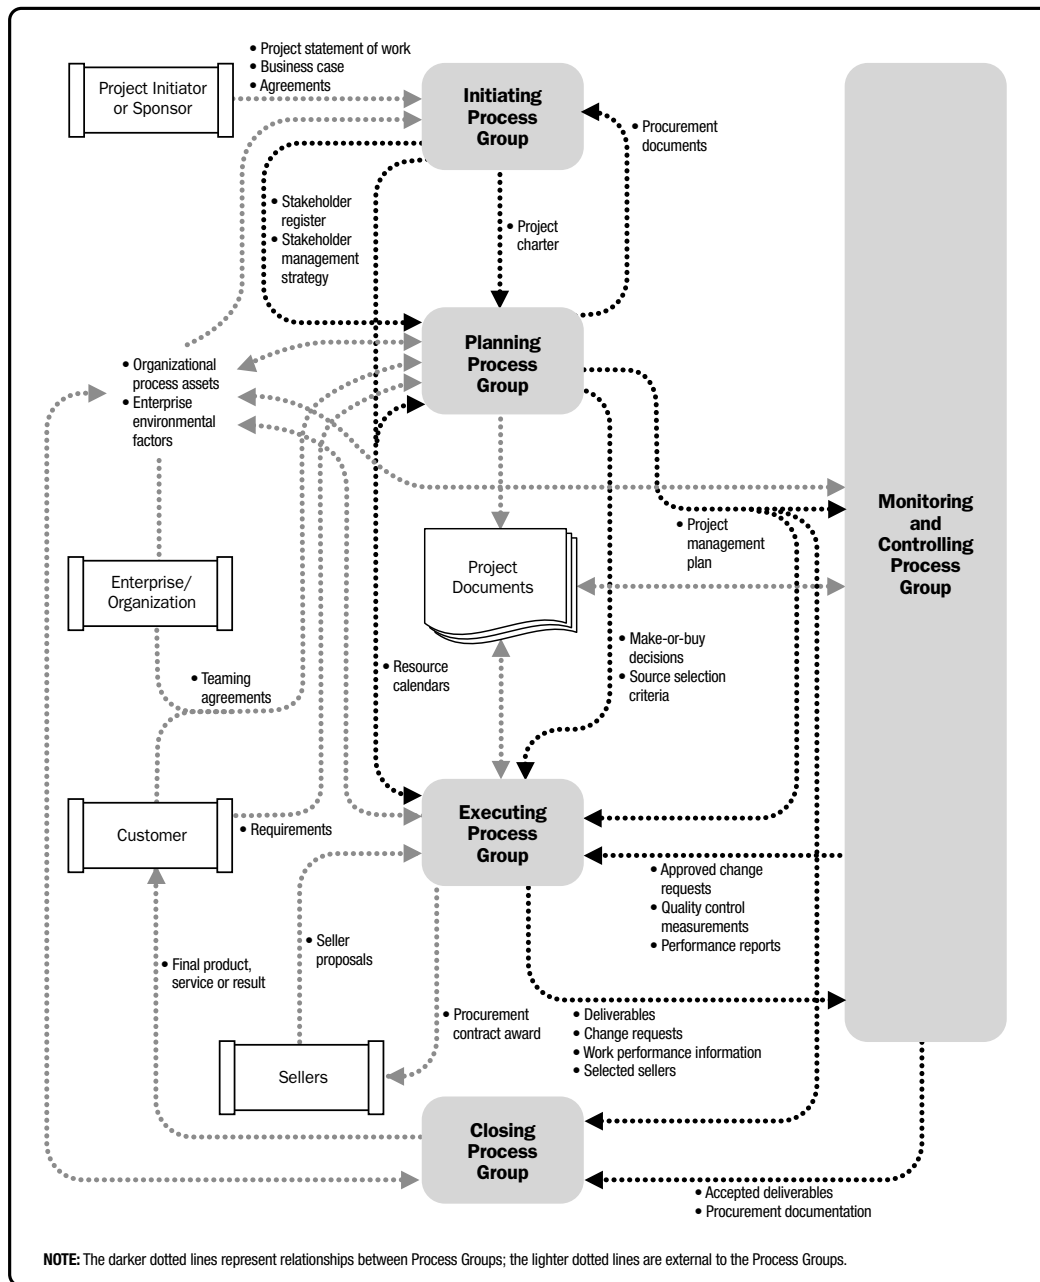 • Project statement of work
• Business case
• Agreements
Project Initiator
or Sponsor
Initiating
Process
Group
• Procurement
documents
• Stakeholder
register
• Stakeholder
management
strategy
• Project
charter
Planning
Process
Group
• Organizational
process assets
• Enterprise
environmental
factors
Monitoring
and
Controlling
Process
Group
• Project
management
plan
Project
Documents
Enterprise/
Organization
• Make-or-buy
decisions
• Source selection
criteria
• Resource
calendars
• Teaming
agreements
Executing
Process
Group
Customer
• Requirements
• Approved change
requests
• Quality control
measurements
• Performance reports
• Seller
proposals
• Final product,
service or result
• Procurement
contract award
• Deliverables
• Change requests
• Work performance information
• Selected sellers
Sellers
Closing
Process
Group
• Accepted deliverables
• Procurement documentation
NOTE: The darker dotted lines represent relationships between Process Groups; the lighter dotted lines are external to the Process Groups.